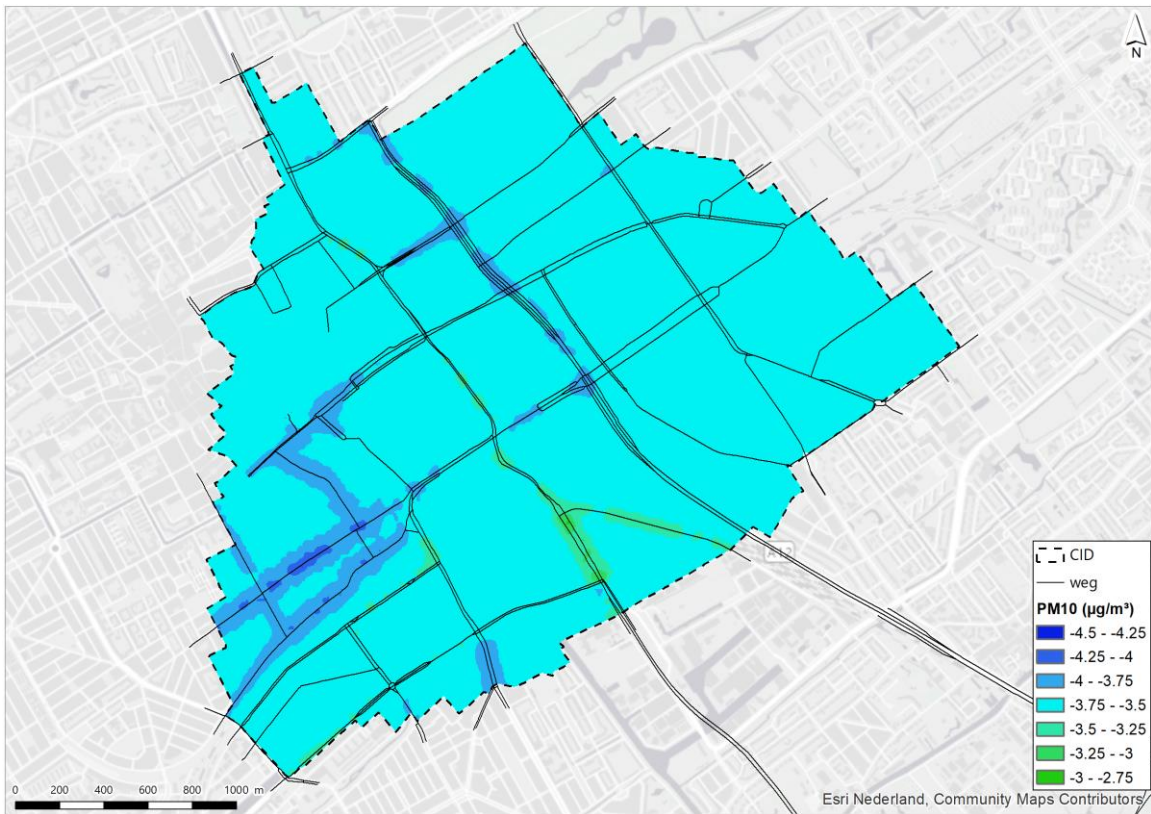 N
A12
CID
weg
PM10 (µg/m³)
-4.5 - -4.25
-4.25 - -4
-4 - -3.75
-3.75 - -3.5
-3.5 - -3.25
-3.25 - -3
-3 - -2.75
0 200 400 600 800 1000 m
Esri Nederland, Community Maps Contributors